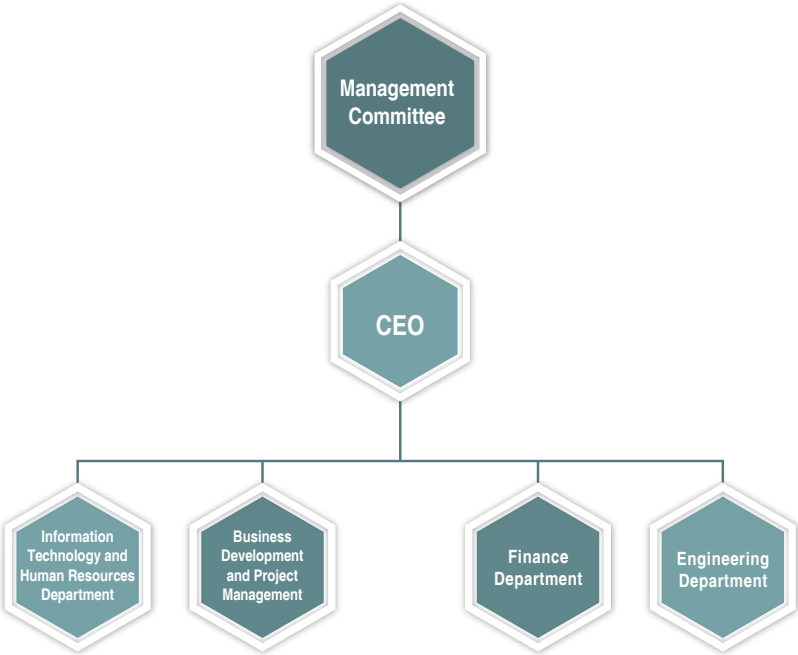 Management
Committee
CEO
Information
Technology and
Human Resources
Department
Business
Development
and Project
Management
Finance
Department
Engineering
Department